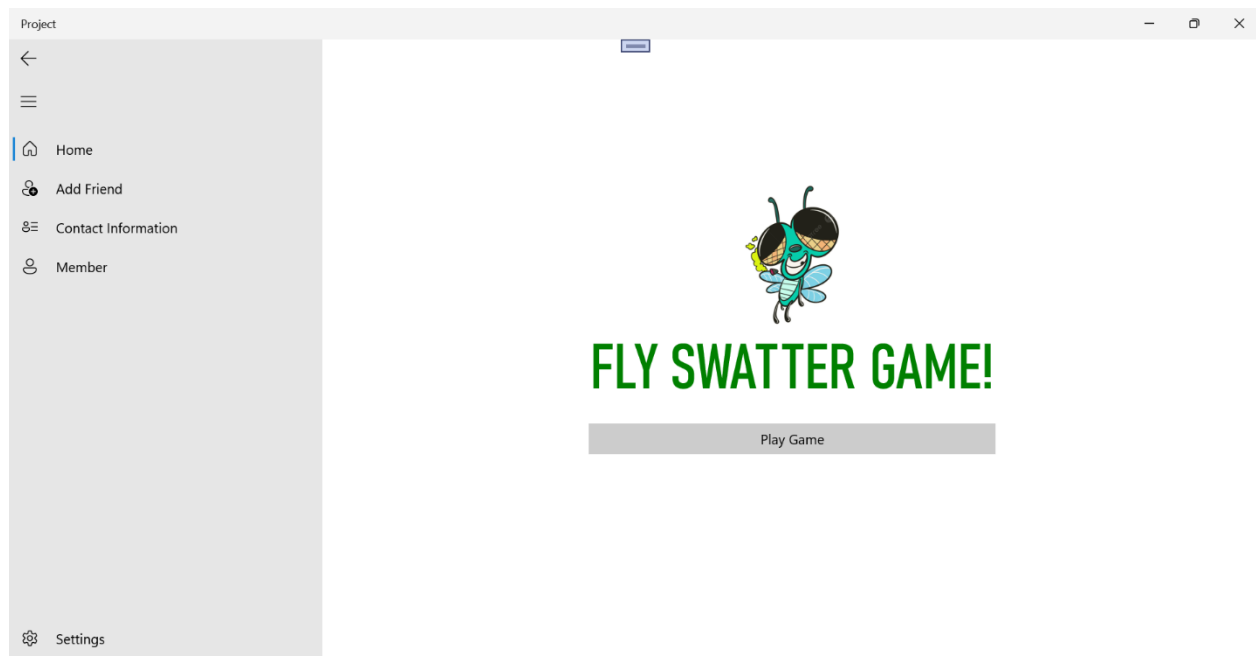 Project
Home
Add Friend
Contact Information
Member
Settings
FLY SWATTER GAME!
Play Game